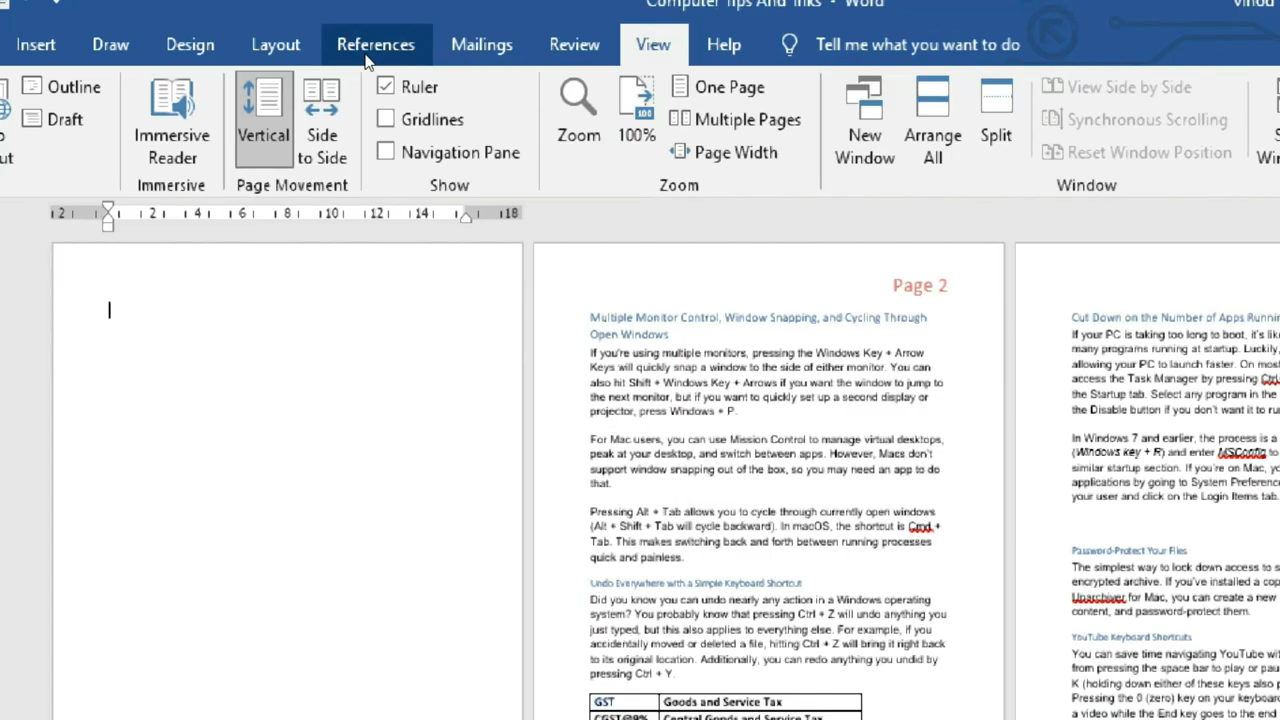 Computer Tips And Inks - Word
Vinod
Insert Draw Design Layout References Mailings Review View Help Tell me what you want to do
Outline
Draft
Immersive
Reader
Immersive
Vertical
Side
to Side
Page Movement
Ruler
Gridlines
Navigation Pane
Show
Zoom
100
100%
One Page
Multiple Pages
Page Width
Zoom
New
Window
Arrange
All
Split
View Side by Side
Synchronous Scrolling
Reset Window Position
Window
2 2 4 6 8 10 12 14 18
Page 2
Multiple Monitor Control, Window Snapping, and Cycling Through
Open Windows
If you're using multiple monitors, pressing the Windows Key + Arrow
Keys will quickly snap a window to the side of either monitor. You can
also hit Shift + Windows Key + Arrows if you want the window to jump to
the next monitor, but if you want to quickly set up a second display or
projector, press Windows + P.
For Mac users, you can use Mission Control to manage virtual desktops,
peak at your desktop, and switch between apps. However, Macs don't
support window snapping out of the box, so you may need an app to do
that.
Pressing Alt + Tab allows you to cycle through currently open windows
(Alt + Shift + Tab will cycle backward). In macOS, the shortcut is Cmd +
Tab. This makes switching back and forth between running processes
quick and painless.
Undo Everywhere with a Simple Keyboard Shortcut
Did you know you can undo nearly any action in a Windows operating
system? You probably know that pressing Ctrl + Z will undo anything you
just typed, but this also applies to everything else. For example, if you
accidentally moved or deleted a file, hitting Ctrl + Z will bring it right back
to its original location. Additionally, you can redo anything you undid by
pressing Ctrl + Y.
GST Goods and Service Tax
CGST@9% Central Goods and Service Tax
Cut Down on the Number of Apps Runnin
If your PC is taking too long to boot, it's like
many programs running at startup. Luckily,
allowing your PC to launch faster. On most
access the Task Manager by pressing Ctrl
the Startup tab. Select any program in the
the Disable button if you don't want it to ru
In Windows 7 and earlier, the process is a
(Windows key + R) and enter MSConfig to
similar startup section. If you're on Mac, yo
applications by going to System Preference
your user and click on the Login Items tab.
Password-Protect Your Files
The simplest way to lock down access to s
encrypted archive. If you've installed a cop
Unarchiver for Mac, you can create a new
content, and password-protect them.
YouTube Keyboard Shortcuts
You can save time navigating YouTube wit
from pressing the space bar to play or pau
K (holding down either of these keys also p
Pressing the 0 (zero) key on your keyboard
a video while the End key goes to the end